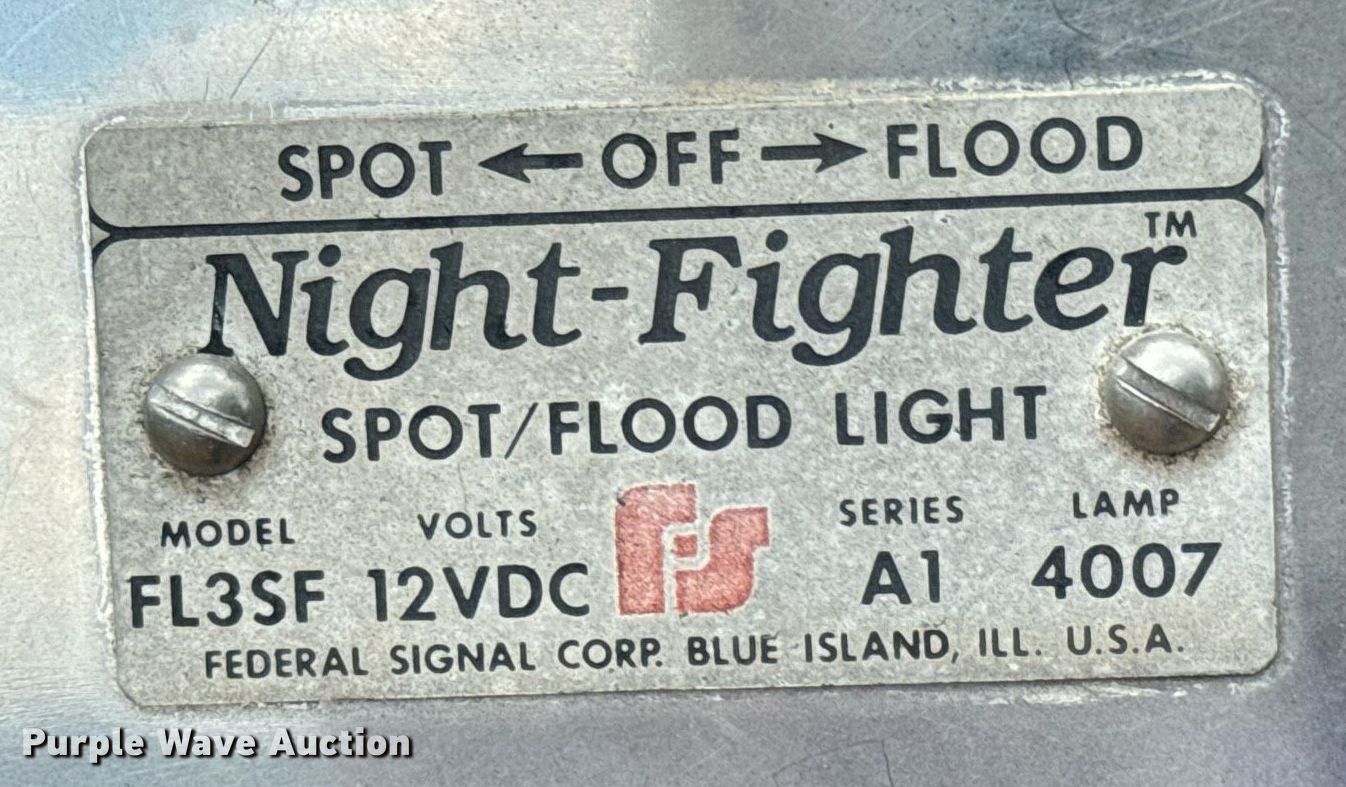 SPOT ← OFF → FLOOD
Night-Fighter™
SPOT/FLOOD LIGHT
MODEL VOLTS FS SERIES LAMP
FL3SF 12VDC A1 4007
FEDERAL SIGNAL CORP. BLUE ISLAND, ILL. U.S.A.
Purple Wave Auction